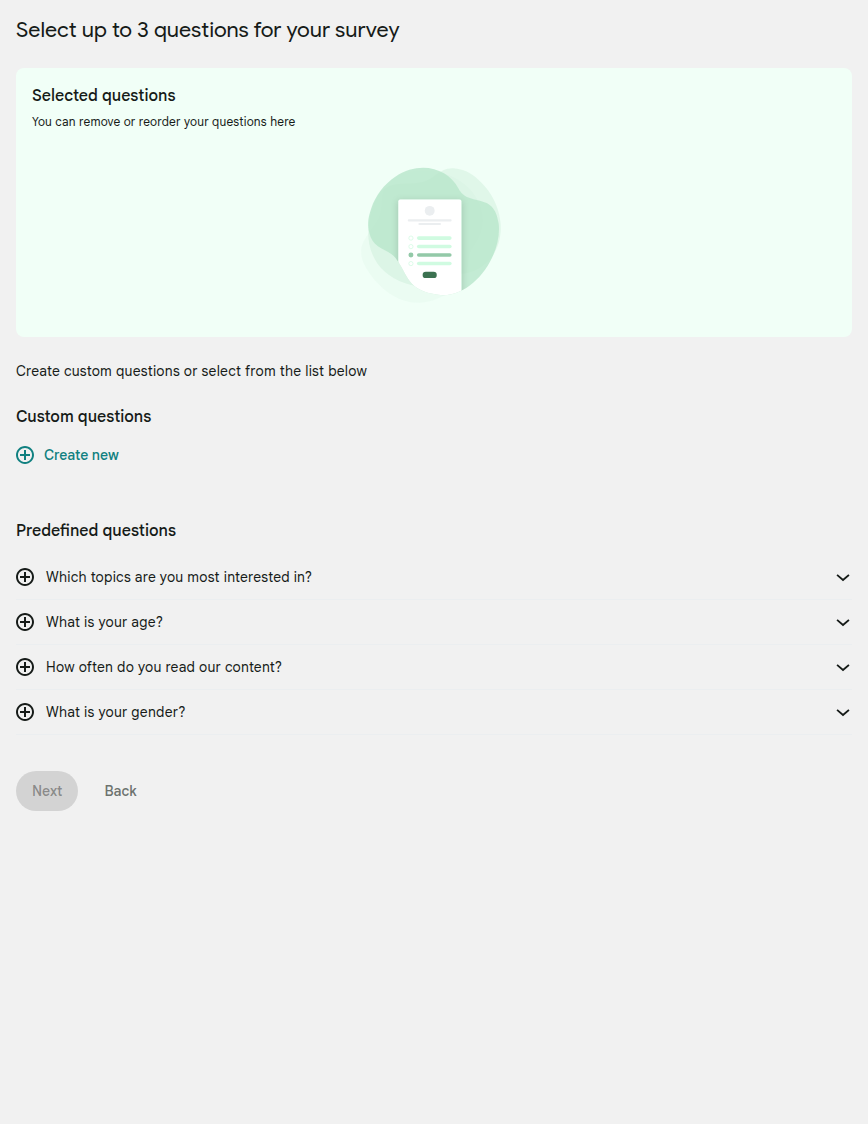 Select up to 3 questions for your survey
Selected questions
You can remove or reorder your questions here
Create custom questions or select from the list below
Custom questions
Create new
Predefined questions
Which topics are you most interested in?
What is your age?
How often do you read our content?
What is your gender?
Next Back